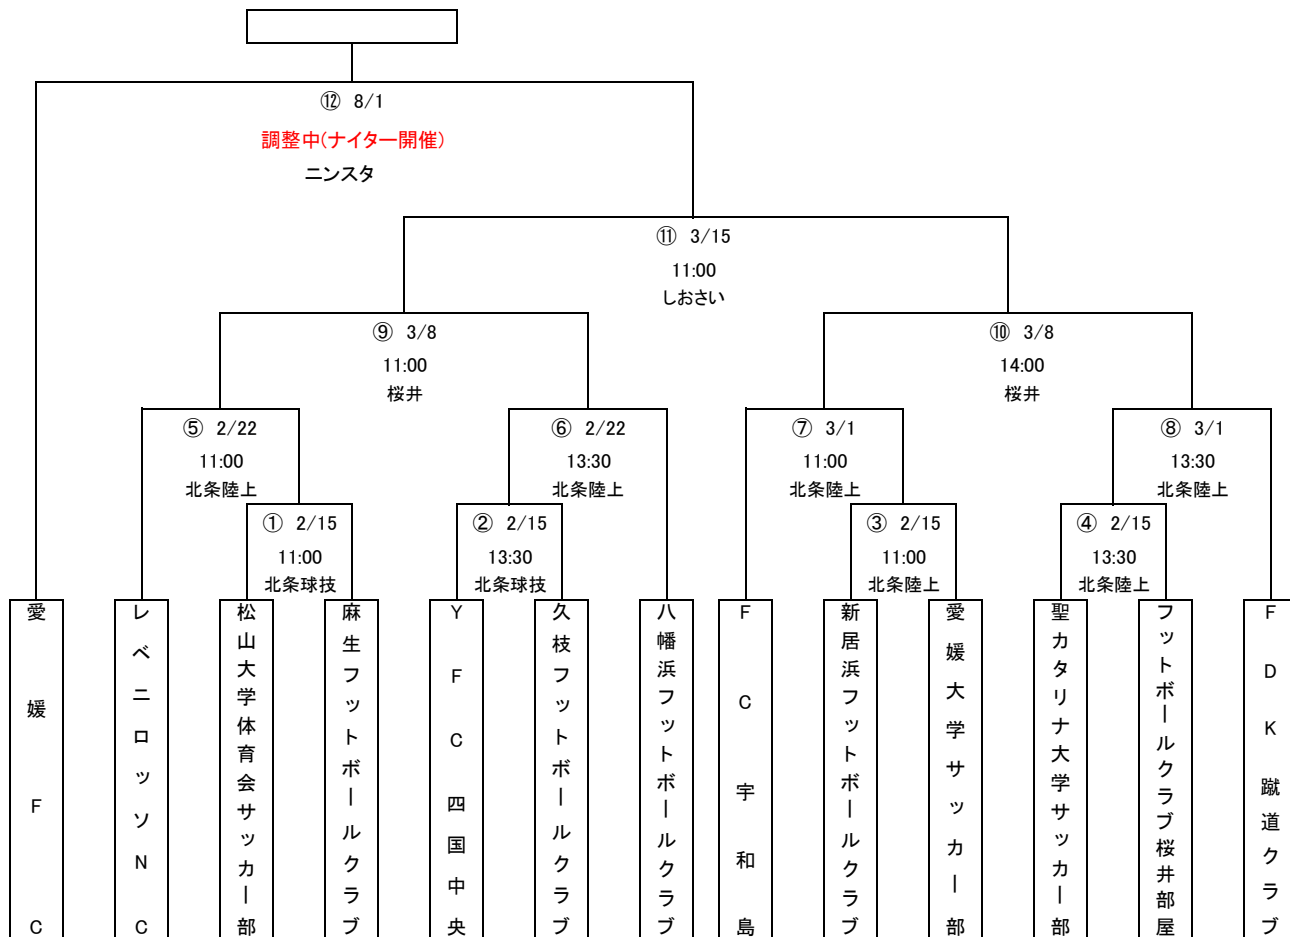 ⑫ 8/1
調整中(ナイター開催)
ニンスタ
⑪ 3/15
11:00
しおさい
⑨ 3/8
11:00
桜井
⑩ 3/8
14:00
桜井
⑤ 2/22
11:00
北条陸上
⑥ 2/22
13:30
北条陸上
⑦ 3/1
11:00
北条陸上
⑧ 3/1
13:30
北条陸上
① 2/15
11:00
北条球技
② 2/15
13:30
北条球技
③ 2/15
11:00
北条陸上
④ 2/15
13:30
北条陸上
愛媛FC
レベニロッソNC
松山大学体育会サッカー部
麻生フットボールクラブ
YFC四国中央
久枝フットボールクラブ
八幡浜フットボールクラブ
FC宇和島
新居浜フットボールクラブ
愛媛大学サッカー部
聖カタリナ大学サッカー部
フットボールクラブ桜井部屋
FDK蹴道クラブ